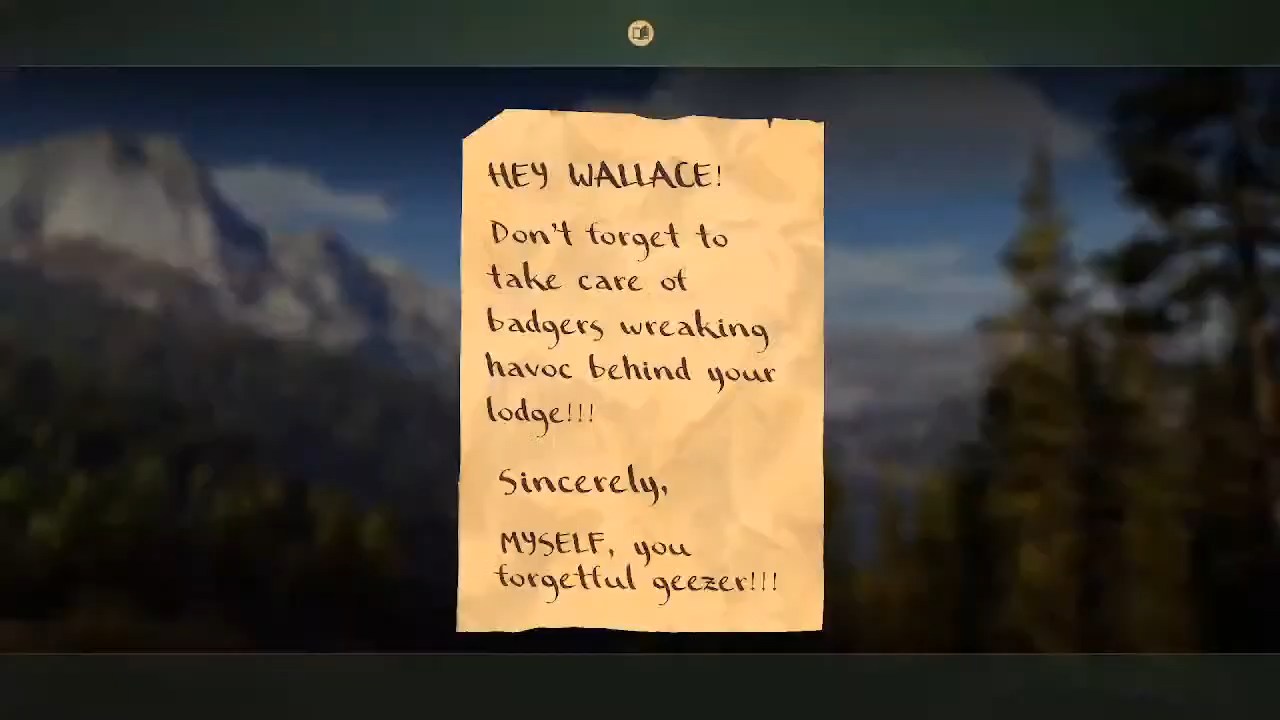 HEY WALLACE!
Don't forget to
take care of
badgers wreaking
havoc behind your
lodge!!!
Sincerely,
MYSELF, you
forgetful geezer!!!